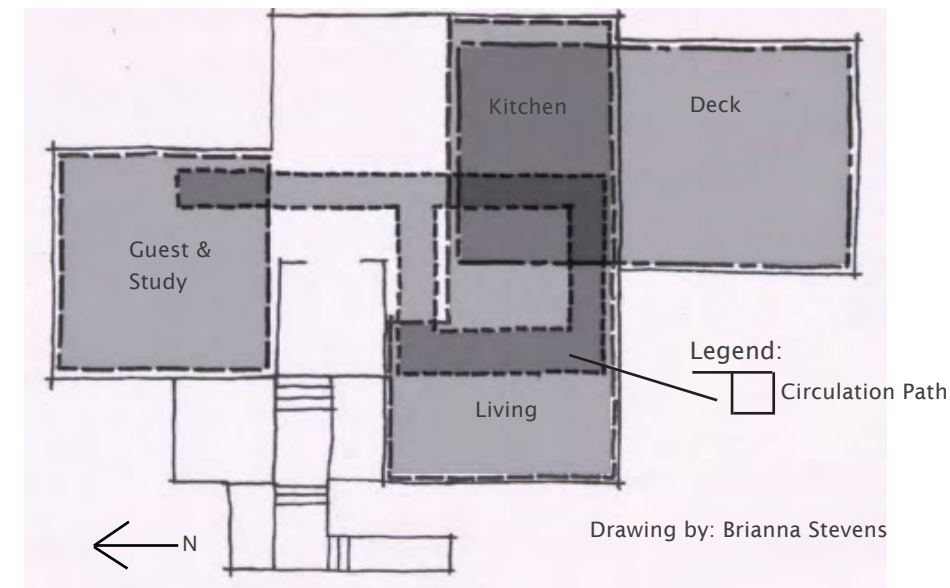 Kitchen
Deck
Guest &
Study
Legend:
Circulation Path
Living
Drawing by: Brianna Stevens
N